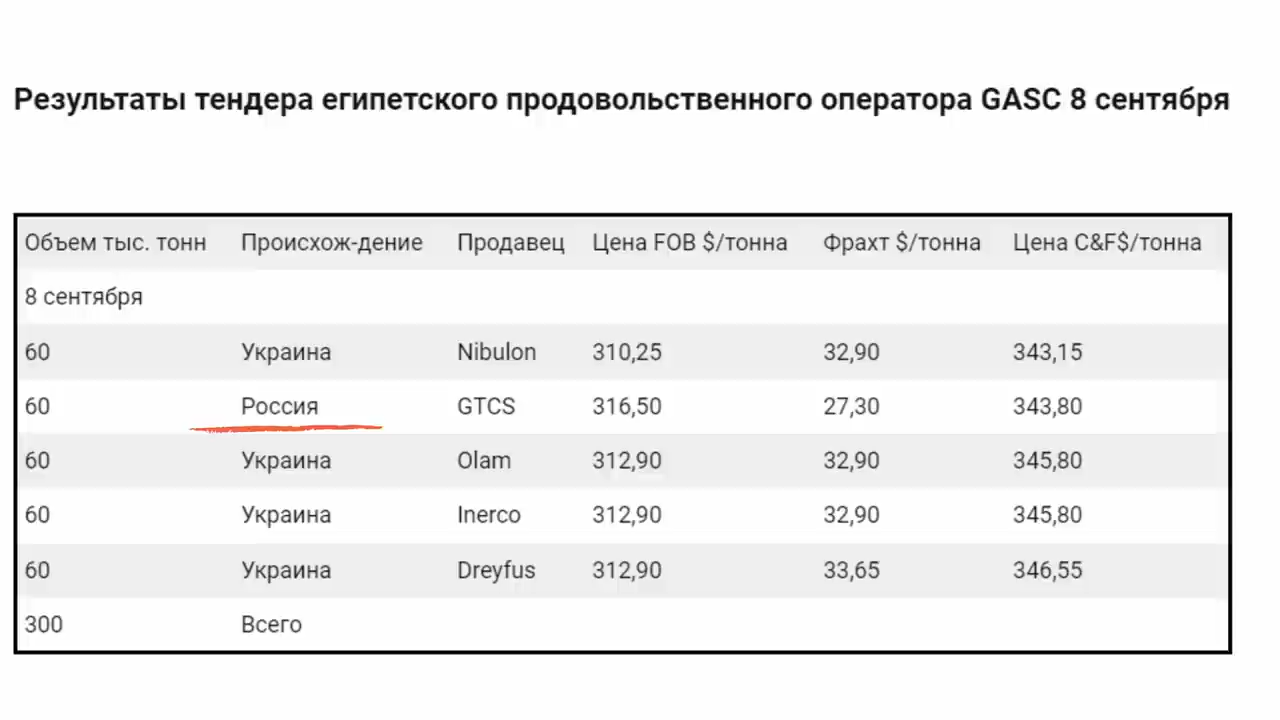 Результаты тендера египетского продовольственного оператора GASC 8 сентября
Объем тыс. тонн Происхож-дение Продавец Цена FOB $/тонна Фрахт $/тонна Цена C&F$/тонна
8 сентября
60 Украина Nibulon 310,25 32,90 343,15
60 Россия GTCS 316,50 27,30 343,80
60 Украина Olam 312,90 32,90 345,80
60 Украина Inerco 312,90 32,90 345,80
60 Украина Dreyfus 312,90 33,65 346,55
300 Всего